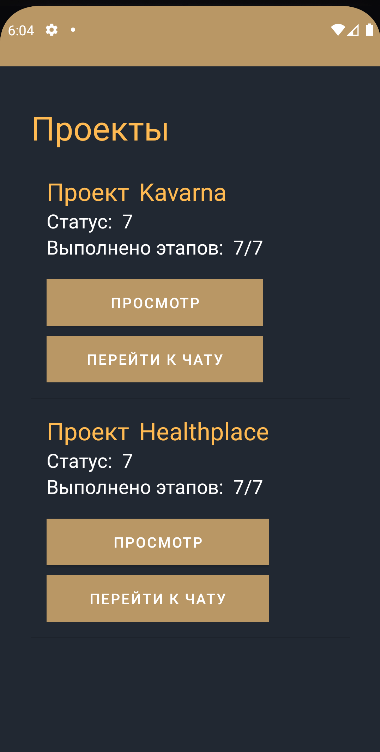 6:04
Проекты
Проект Kavarna
Статус: 7
Выполнено этапов: 7/7
ПРОСМОТР
ПЕРЕЙТИ К ЧАТУ
Проект Healthplace
Статус: 7
Выполнено этапов: 7/7
ПРОСМОТР
ПЕРЕЙТИ К ЧАТУ